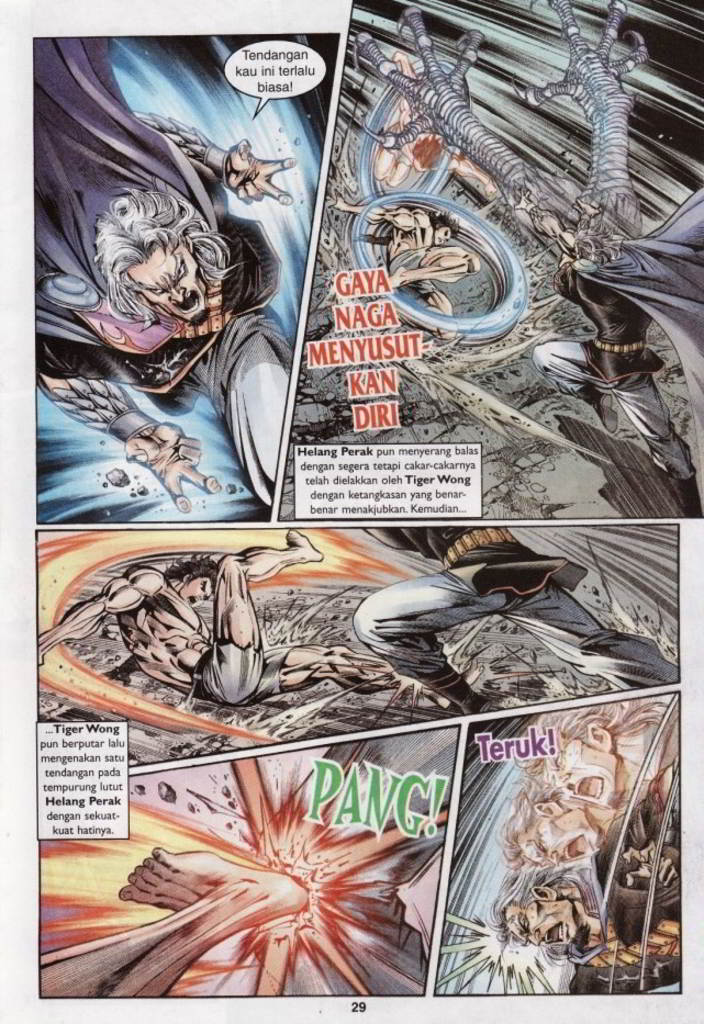 Tendangan
kau ini terlalu
biasa!
GAYA
NAGA
MENYUSUT-
KAN
DIRI
Helang Perak pun menyerang balas
dengan segera tetapi cakar-cakarnya
telah dielakkan oleh Tiger Wong
dengan ketangkasan yang benar-
benar menakjubkan. Kemudian...
...Tiger Wong
pun berputar lalu
mengenakan satu
tendangan pada
tempurung lutut
Helang Perak
dengan sekuat-
kuat hatinya.
PANG!
Teruk!
29